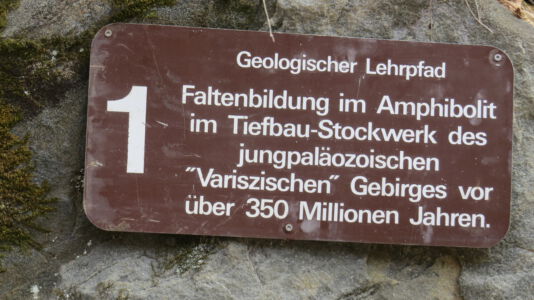 Geologischer Lehrpfad
1
Faltenbildung im Amphibolit
im Tiefbau-Stockwerk des
jungpaläozoischen
"Variszischen" Gebirges vor
über 350 Millionen Jahren.